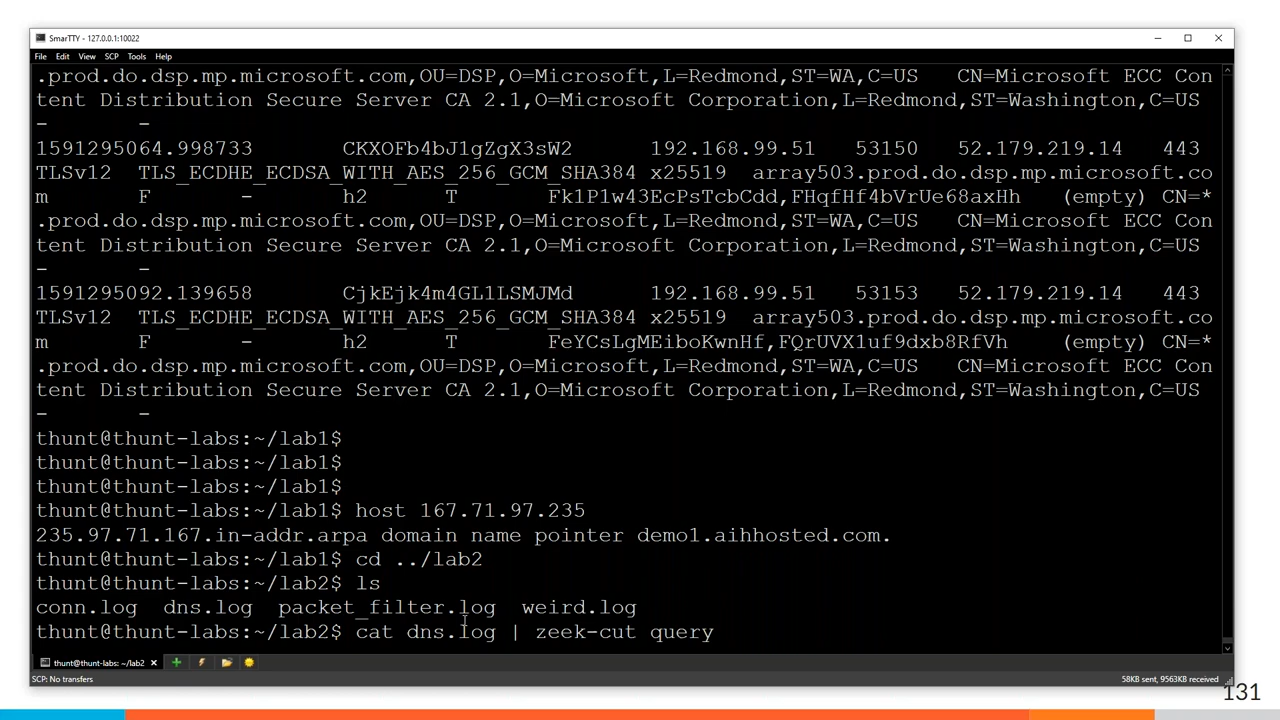 SmarTTY - 127.0.0.1:10022
File Edit View SCP Tools Help
.prod.do.dsp.mp.microsoft.com,OU=DSP,O=Microsoft,L=Redmond,ST=WA,C=US CN=Microsoft ECC Con
tent Distribution Secure Server CA 2.1,O=Microsoft Corporation,L=Redmond,ST=Washington,C=US
- -
1591295064.998733 CKXOFb4bJ1gZgX3sW2 192.168.99.51 53150 52.179.219.14 443
TLSv12 TLS_ECDHE_ECDSA_WITH_AES_256_GCM_SHA384 x25519 array503.prod.do.dsp.mp.microsoft.co
m F - h2 T Fk1P1w43EcPsTcbCdd,FHqfHf4bVrUe68axHh (empty) CN=*
.prod.do.dsp.mp.microsoft.com,OU=DSP,O=Microsoft,L=Redmond,ST=WA,C=US CN=Microsoft ECC Con
tent Distribution Secure Server CA 2.1,O=Microsoft Corporation,L=Redmond,ST=Washington,C=US
- -
1591295092.139658 CjkEjk4m4GL1LSMJMd 192.168.99.51 53153 52.179.219.14 443
TLSv12 TLS_ECDHE_ECDSA_WITH_AES_256_GCM_SHA384 x25519 array503.prod.do.dsp.mp.microsoft.co
m F - h2 T FeYCsLgMEiboKwnHf,FQrUVX1uf9dxb8RfVh (empty) CN=*
.prod.do.dsp.mp.microsoft.com,OU=DSP,O=Microsoft,L=Redmond,ST=WA,C=US CN=Microsoft ECC Con
tent Distribution Secure Server CA 2.1,O=Microsoft Corporation,L=Redmond,ST=Washington,C=US
- -
thunt@thunt-labs:~/lab1$
thunt@thunt-labs:~/lab1$
thunt@thunt-labs:~/lab1$
thunt@thunt-labs:~/lab1$ host 167.71.97.235
235.97.71.167.in-addr.arpa domain name pointer demo1.aihhosted.com.
thunt@thunt-labs:~/lab1$ cd ../lab2
thunt@thunt-labs:~/lab2$ ls
conn.log dns.log packet_filter.log weird.log
thunt@thunt-labs:~/lab2$ cat dns.log | zeek-cut query
thunt@thunt-labs: ~/lab2
SCP: No transfers 58KB sent, 9563KB received
131